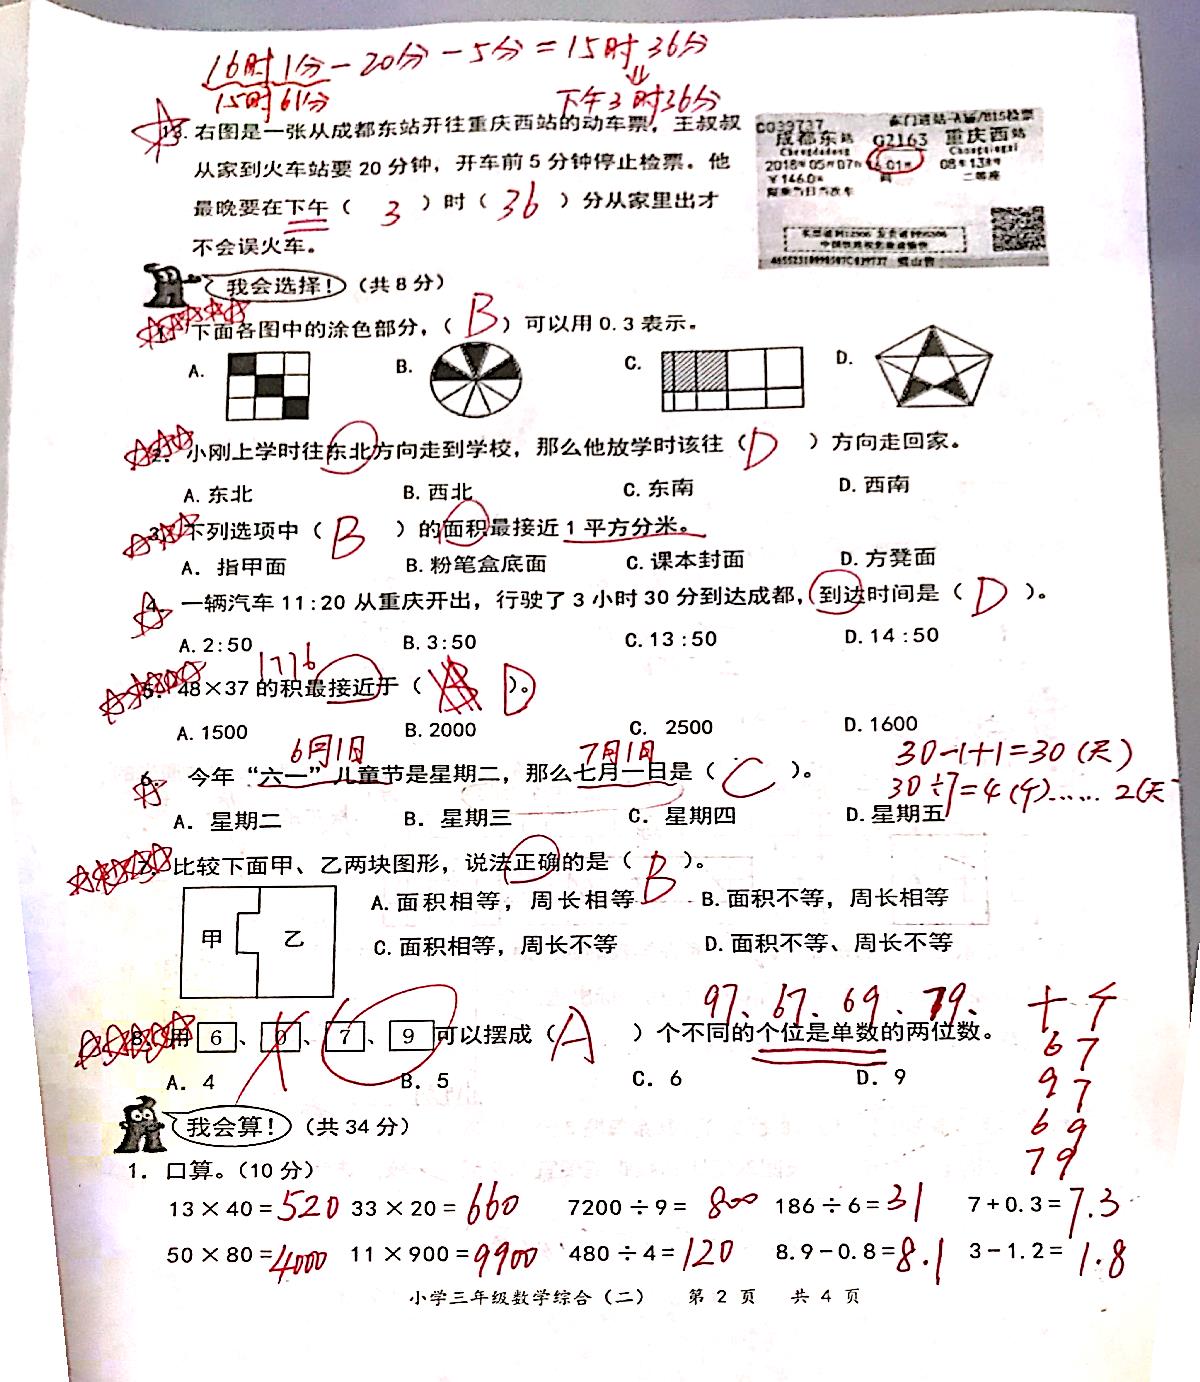 16时1分-20分-5分=15时36分
15时61分
下午3时36分
13.右图是一张从成都东站开往重庆西站的动车票，王叔叔
从家到火车站要20分钟，开车前5分钟停止检票。他
最晚要在下午（ 3 ）时（ 36 ）分从家里出才
不会误火车。
C039737
成都东站 G2163 重庆西站
Chengdudong Chongqingxi
2018年05月07日 16:01开 08车13号
￥146.0元 二等座
限乘当日当次车
我会选择！（共8分）
1. 下面各图中的涂色部分，（ B ）可以用0.3表示。
A. B. C. D.
2. 小刚上学时往东北方向走到学校，那么他放学时该往（ D ）方向走回家。
A.东北 B.西北 C.东南 D.西南
3. 下列选项中（ B ）的面积最接近1平方分米。
A. 指甲面 B.粉笔盒底面 C.课本封面 D.方凳面
4. 一辆汽车11:20从重庆开出，行驶了3小时30分到达成都，到达时间是（ D ）。
A.2:50 B.3:50 C.13:50 D.14:50
1776
5. 48×37的积最接近于（ D ）。
A.1500 B.2000 C. 2500 D.1600
6月1日 7月1日 30-1+1=30（天）
6. 今年“六一”儿童节是星期二，那么七月一日是（ C ）。
30÷7=4(个)……2(天
A. 星期二 B. 星期三 C. 星期四 D.星期五
7. 比较下面甲、乙两块图形，说法正确的是（ B ）。
甲 乙
A.面积相等，周长相等 B.面积不等，周长相等
C.面积相等，周长不等 D.面积不等、周长不等
97、67、69、79、
十 个
8. 用 6 、 0 、 7 、 9 可以摆成（ A ）个不同的个位是单数的两位数。
6 7
A. 4 B. 5 C. 6 D. 9
9 7
6 9
7 9
我会算！（共34分）
1. 口算。（10分）
13×40=520 33×20=660 7200÷9=800 186÷6=31 7+0.3=7.3
50×80=4000 11×900=9900 480÷4=120 8.9-0.8=8.1 3-1.2=1.8
小学三年级数学综合（二） 第 2 页 共 4 页